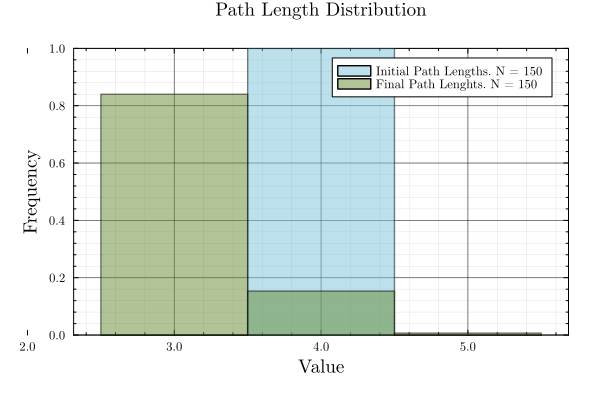 Path Length Distribution
1.0
Initial Path Lengths. N = 150
Final Path Lenghts. N = 150
0.8
0.6
Frequency
0.4
0.2
0.0
2.0 3.0 4.0 5.0
Value